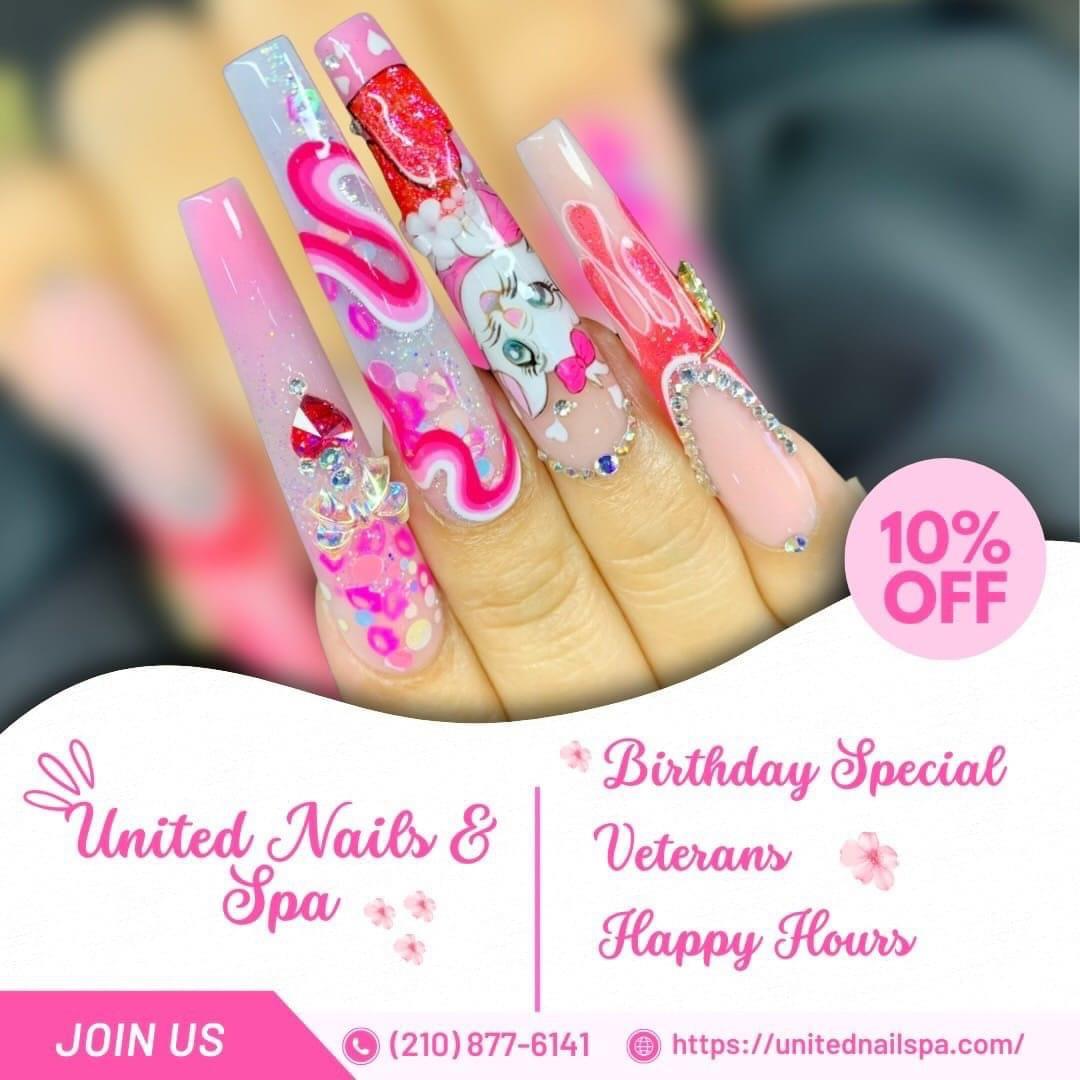 10%
OFF
United Nails &
Spa
Birthday Special
Veterans
Happy Hours
JOIN US
(210) 877-6141
https://unitednailspa.com/